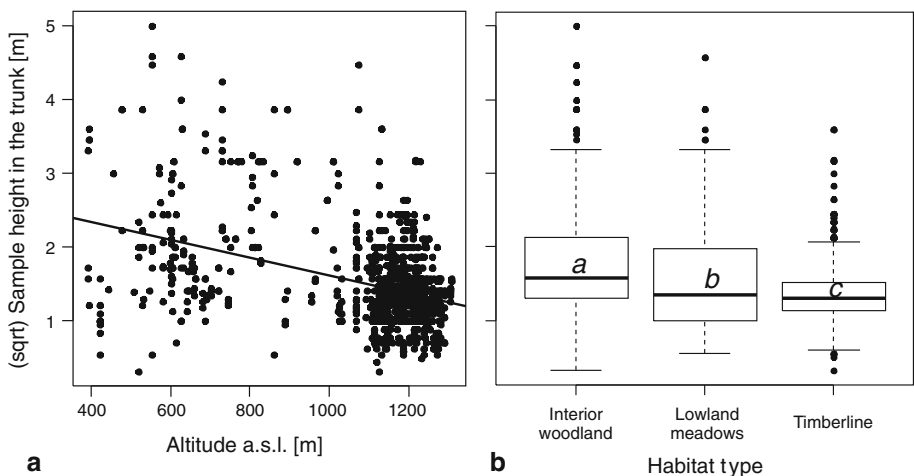 (sqrt) Sample height in the trunk [m]
5
4
3
2
1
400 600 800 1000 1200
Altitude a.s.l. [m]
a
a
b
c
Interior woodland
Lowland meadows
Timberline
Habitat type
b